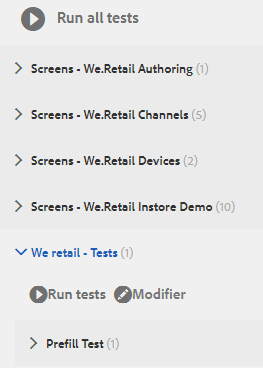 Run all tests
Screens - We.Retail Authoring (1)
Screens - We.Retail Channels (5)
Screens - We.Retail Devices (2)
Screens - We.Retail Instore Demo (10)
We retail - Tests (1)
Run tests Modifier
Prefill Test (1)